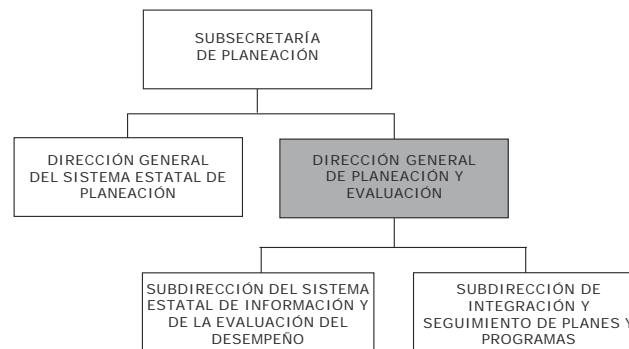 SUBSECRETARÍA
DE PLANEACIÓN
DIRECCIÓN GENERAL
DEL SISTEMA ESTATAL DE
PLANEACIÓN
DIRECCIÓN GENERAL
DE PLANEACIÓN Y
EVALUACIÓN
SUBDIRECCIÓN DEL SISTEMA
ESTATAL DE INFORMACIÓN Y
DE LA EVALUACIÓN DEL
DESEMPEÑO
SUBDIRECCIÓN DE
INTEGRACIÓN Y
SEGUIMIENTO DE PLANES Y
PROGRAMAS